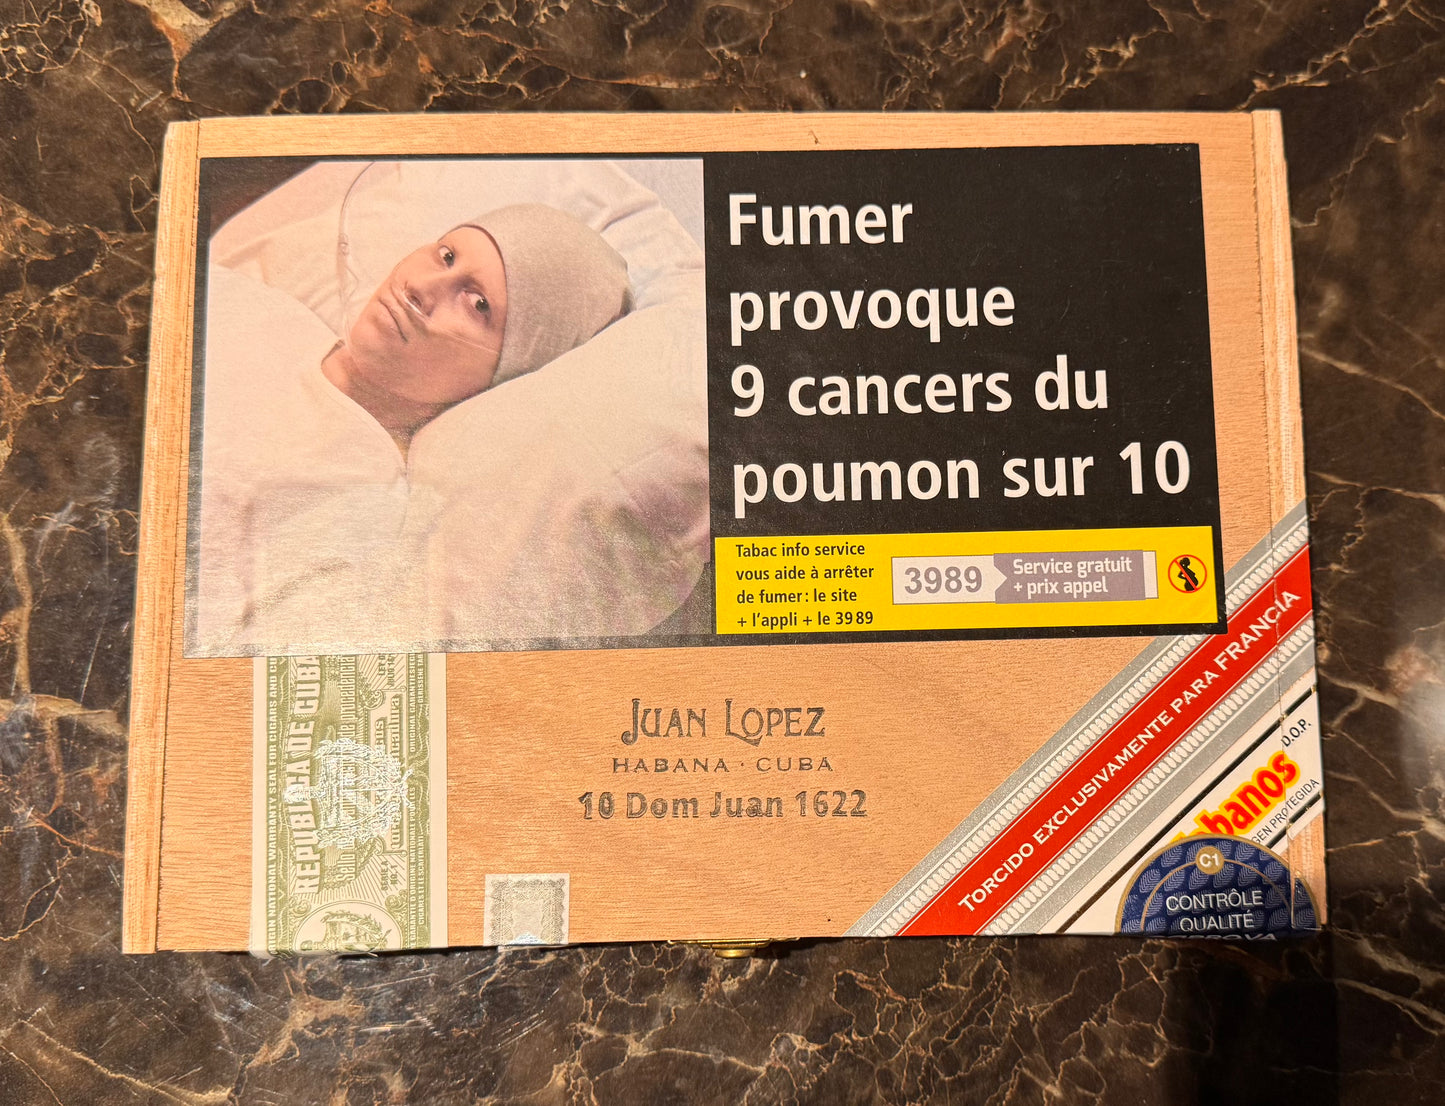 Fumer
provoque
9 cancers du
poumon sur 10
Tabac info service
vous aide à arrêter
de fumer : le site
+ l'appli + le 39 89
3989
Service gratuit
+ prix appel
REPUBLICA DE CUBA
JUAN LOPEZ
HABANA · CUBA
10 Dom Juan 1622
TORCIDO EXCLUSIVAMENTE PARA FRANCIA
D.O.P.
banos
PROTEGIDA
C1
CONTRÔLE
QUALITÉ